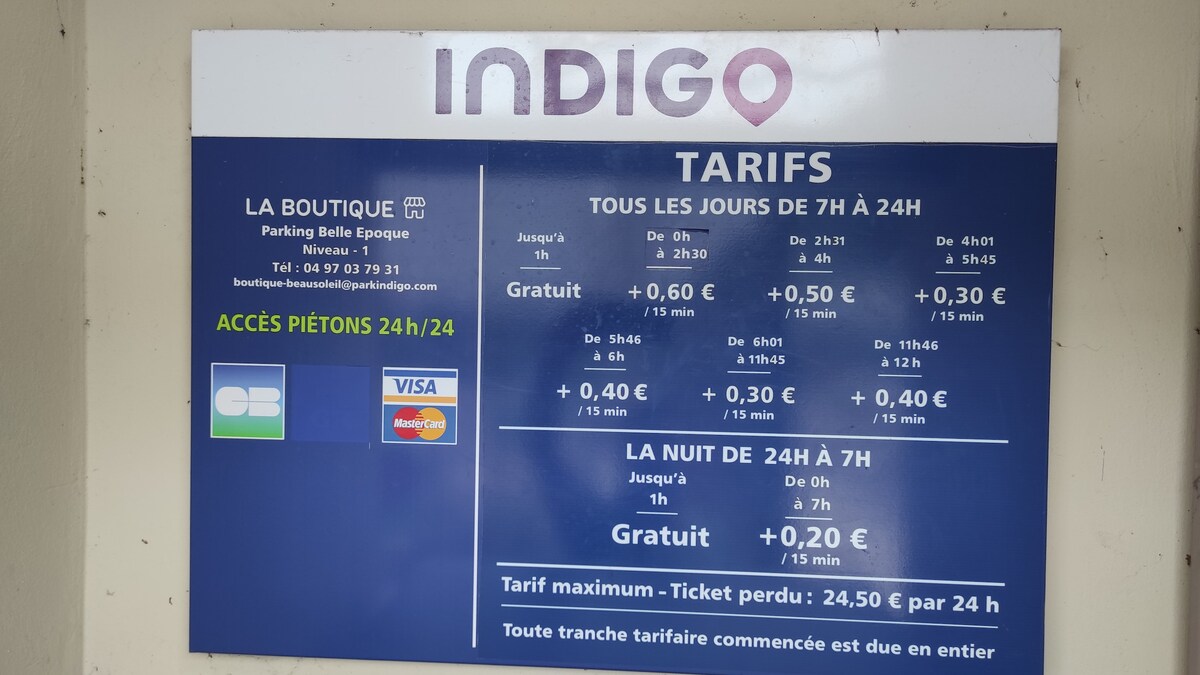 INDIGO
LA BOUTIQUE
Parking Belle Epoque
Niveau - 1
Tél : 04 97 03 79 31
boutique-beausoleil@parkindigo.com
ACCÈS PIÉTONS 24h/24
CB
VISA
MasterCard
TARIFS
TOUS LES JOURS DE 7H À 24H
Jusqu'à
1h
Gratuit
De 0h
à 2h30
+0,60 €
/ 15 min
De 2h31
à 4h
+0,50 €
/ 15 min
De 4h01
à 5h45
+0,30 €
/ 15 min
De 5h46
à 6h
+ 0,40 €
/ 15 min
De 6h01
à 11h45
+ 0,30 €
/ 15 min
De 11h46
à 12h
+ 0,40 €
/ 15 min
LA NUIT DE 24H À 7H
Jusqu'à
1h
Gratuit
De 0h
à 7h
+0,20 €
/ 15 min
Tarif maximum - Ticket perdu : 24,50 € par 24 h
Toute tranche tarifaire commencée est due en entier